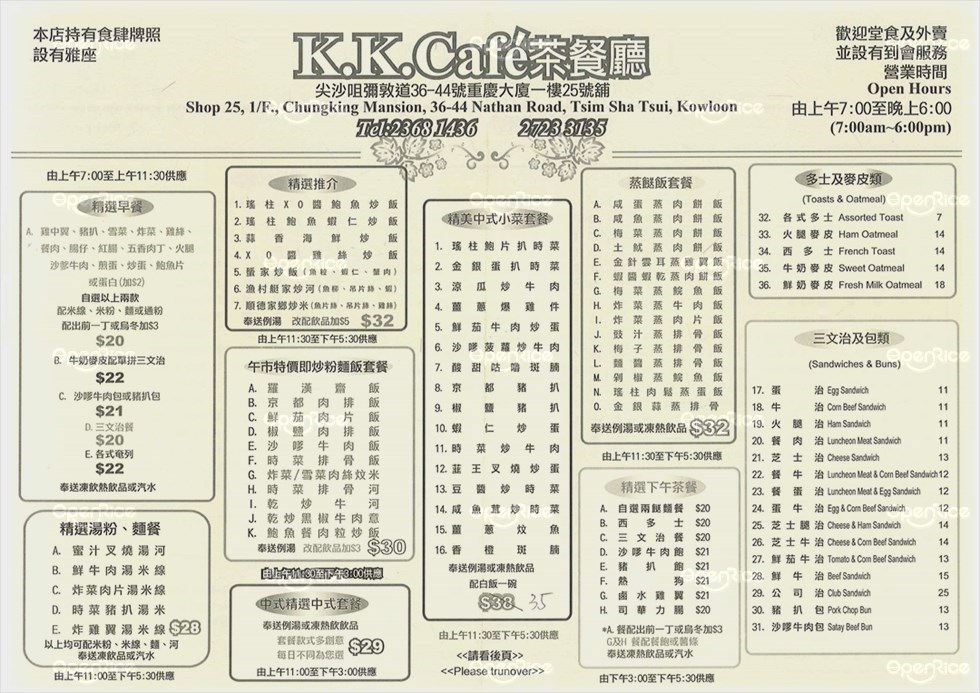 本店持有食肆牌照
設有雅座
K.K.Café茶餐廳
尖沙咀彌敦道36-44號重慶大廈一樓25號舖
Shop 25, 1/F., Chungking Mansion, 36-44 Nathan Road, Tsim Sha Tsui, Kowloon
Tel:2368 1436 2723 3135
歡迎堂食及外賣
並設有到會服務
營業時間
Open Hours
由上午7:00至晚上6:00
(7:00am~6:00pm)
由上午7:00至上午11:30供應
精選早餐
A. 雞中翼、豬扒、雪菜、炸菜、雞絲、
餐肉、腸仔、紅腸、五香肉丁、火腿
沙嗲牛肉、煎蛋、炒蛋、鮑魚片
或蛋白(加$2)
自選以上兩款
配米線、米粉、麵或通粉
配出前一丁或烏冬加$3
$20
B. 牛奶麥皮配單拼三文治
$22
C. 沙嗲牛肉包或豬扒包
$21
D. 三文治餐
$20
E. 各式奄列
$22
奉送凍飲熱飲品或汽水
精選湯粉、麵餐
A. 蜜汁叉燒湯河
B. 鮮牛肉湯米線
C. 炸菜肉片湯米線
D. 時菜豬扒湯米
E. 炸雞翼湯米線 $28
以上均可配米粉、米線、麵、河
奉送凍熱飲品或汽水
由上午11:00至下午5:30供應
精選推介
1. 瑤柱XO醬鮑魚炒飯
2. 瑤柱鮑魚蝦仁炒飯
3. 蒜香海鮮炒飯
4. XO醬雞絲炒飯
5. 蜑家炒飯(魚粒、蝦仁、蟹肉)
6. 漁村艇家炒河(魚柳、吊片絲、蝦)
7. 順德家鄉炒米(魚片絲、吊片絲、雞絲)
奉送例湯 改配飲品加5 $32
由上午11:30至下午5:30供應
午市特價即炒粉麵飯套餐
A. 羅漢齋飯
B. 京都肉排飯
C. 鮮茄肉片飯
D. 椒鹽肉排飯
E. 沙嗲牛肉飯
F. 時菜排骨飯
G. 炸菜/雪菜肉絲炆米
H. 時菜排骨河
I. 乾炒牛河
J. 乾炒黑椒牛肉意
K. 鮑魚餐肉粒炒飯
奉送例湯 改配飲品加$3 $30
由上午11:30至下午3:00供應
中式精選中式套餐
奉送例湯或凍熱飲品
套餐款式多創意
每日不同為您選 $29
由上午11:00至下午3:00供應
精美中式小菜套餐
1. 瑤柱鮑片扒時菜
2. 金銀蛋扒時菜
3. 涼瓜炒牛肉
4. 薑蔥爆雞件
5. 鮮茄牛肉炒蛋
6. 沙嗲菠蘿炒牛肉
7. 酸甜咕嚕斑腩
8. 京都豬扒
9. 椒鹽豬扒
10. 蝦仁炒蛋
11. 時菜炒牛肉
12. 韮王叉燒炒蛋
13. 豆醬炒時菜
14. 咸魚茸炒時菜
15. 薑蔥炆魚
16. 香橙斑腩
奉送例湯或凍熱飲品
配白飯一碗
$38 35
由上午11:30至下午5:30供應
<<請看後頁>>
<<Please trunover>>
蒸餸飯套餐
A. 咸蛋蒸肉餅飯
B. 咸魚蒸肉餅飯
C. 梅菜蒸肉餅飯
D. 土魷蒸肉餅飯
E. 金針雲耳蒸雞翼飯
F. 蝦醬蝦乾蒸肉餅飯
G. 梅菜蒸鯇魚飯
H. 炸菜蒸牛肉飯
I. 炸菜蒸肉片飯
J. 豉汁蒸排骨飯
K. 梅子蒸排骨飯
L. 麵醬蒸排骨飯
M. 剁椒蒸鯇魚飯
N. 瑤柱肉鬆蒸蛋飯
O. 金銀蒜蒸排骨
奉送例湯或凍熱飲品 $32
由上午11:30至下午5:30供應
精選下午茶餐
A. 自選兩餸麵餐 $20
B. 西多士 $20
C. 三文治餐 $20
D. 沙嗲牛肉飽 $21
E. 豬扒飽 $21
F. 熱狗 $21
G. 鹵水雞翼 $21
H. 司華力腸 $20
*A. 餐配出前一丁或烏冬加$3
G及H 餐配餐飽或薯條
奉送凍熱飲品或汽水
由下午3:00至下午5:30供應
多士及麥皮類
(Toasts & Oatmeal)
32. 各式多士 Assorted Toast 7
33. 火腿麥皮 Ham Oatmeal 14
34. 西多士 French Toast 14
35. 牛奶麥皮 Sweet Oatmeal 14
36. 鮮奶麥皮 Fresh Milk Oatmeal 18
三文治及包類
(Sandwiches & Buns)
17. 蛋治 Egg Sandwich 11
18. 牛治 Corn Beef Sandwich 11
19. 火腿治 Ham Sandwich 11
20. 餐肉治 Luncheon Meat Sandwich 11
21. 芝士治 Cheese Sandwich 13
22. 餐牛治 Luncheon Meat & Corn Beef Sandwich 12
23. 餐蛋治 Luncheon Meat & Egg Sandwich 12
24. 蛋牛治 Egg & Corn Beef Sandwich 12
25. 芝士腿治 Cheese & Ham Sandwich 14
26. 芝士牛治 Cheese & Corn Beef Sandwich 14
27. 鮮茄牛治 Tomato & Corn Beef Sandwich 13
28. 鮮牛治 Beef Sandwich 15
29. 公司治 Club Sandwich 25
30. 豬扒包 Pork Chop Bun 13
31. 沙嗲牛肉包 Satay Beef Bun 13